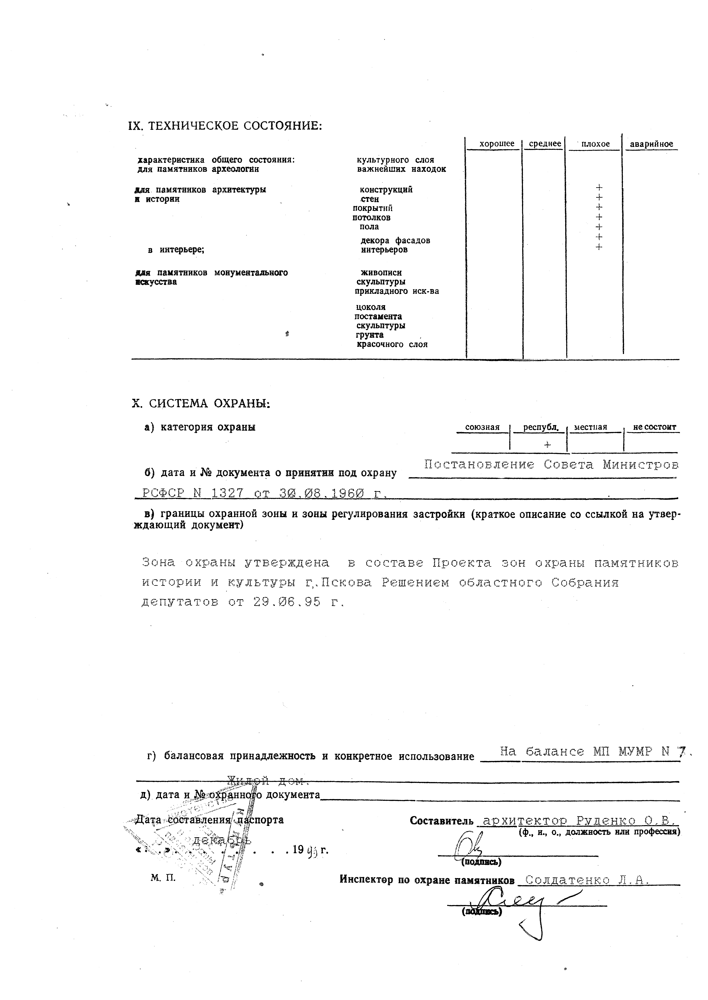 IX. ТЕХНИЧЕСКОЕ СОСТОЯНИЕ:
хорошее среднее плохое аварийное
характеристика общего состояния: культурного слоя
для памятников археологии важнейших находок
для памятников архитектуры конструкций +
и истории стен +
покрытий +
потолков +
пола +
декора фасадов +
в интерьере; интерьеров +
для памятников монументального живописи
искусства скульптуры
прикладного иск-ва
цоколя
постамента
скульптуры
грунта
красочного слоя
X. СИСТЕМА ОХРАНЫ:
а) категория охраны союзная республ. местная не состоит
+
б) дата и № документа о принятии под охрану Постановление Совета Министров
РСФСР N 1327 от 30.08.1960 г.
в) границы охранной зоны и зоны регулирования застройки (краткое описание со ссылкой на утвер-
ждающий документ)
Зона охраны утверждена в составе Проекта зон охраны памятников
истории и культуры г.Пскова Решением областного Собрания
депутатов от 29.06.95 г.
г) балансовая принадлежность и конкретное использование На балансе МП МУМР N 7.
Жилой дом.
д) дата и № охранного документа
Дата составления паспорта Составитель архитектор Руденко О.В.
(ф., и., о., должность или профессия)
декабрь
« . . » . . . . . 19 г.
(подпись)
М. П. Инспектор по охране памятников Солдатенко Л.А.
(подпись)